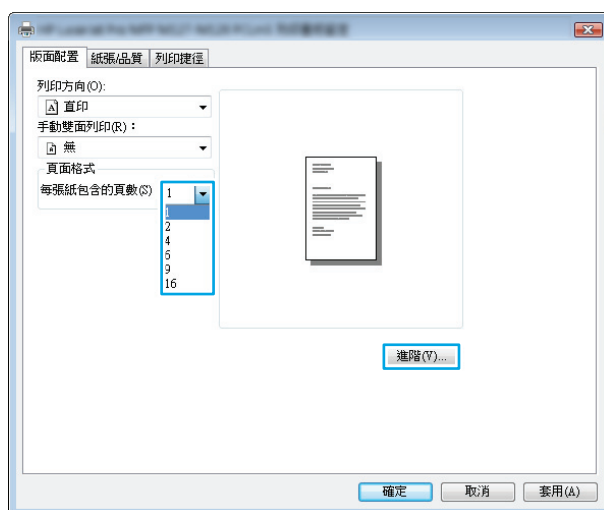 版面配置 紙張/品質 列印捷徑
列印方向(O):
直印
手動雙面列印(R)：
無
頁面格式
每張紙包含的頁數(S) 1
1
2
4
6
9
16
進階(V)...
確定 取消 套用(A)